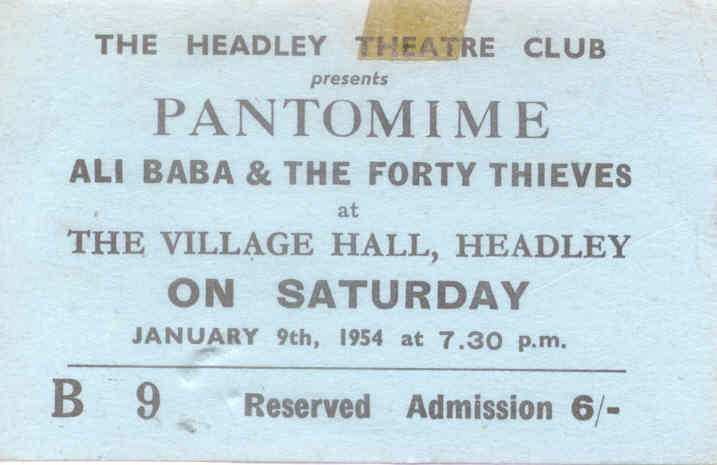 THE HEADLEY THEATRE CLUB
presents
PANTOMIME
ALI BABA & THE FORTY THIEVES
at
THE VILLAGE HALL, HEADLEY
ON SATURDAY
JANUARY 9th, 1954 at 7.30 p.m.
B 9 Reserved Admission 6/-